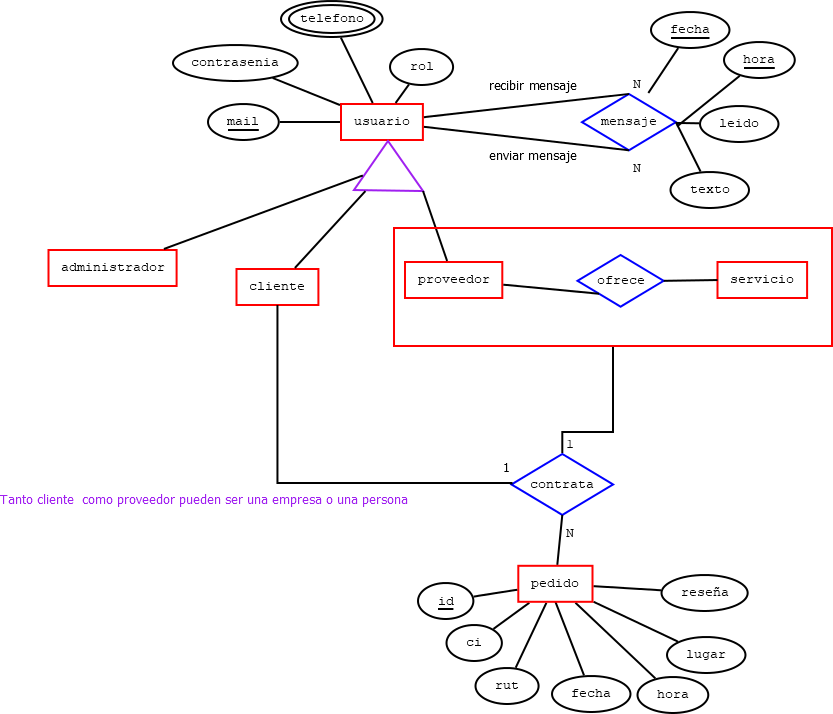 telefono
fecha
contrasenia
rol
hora
recibir mensaje
N
mail
usuario
mensaje
leido
enviar mensaje
N
texto
administrador
cliente
proveedor
ofrece
servicio
1
1
contrata
Tanto cliente como proveedor pueden ser una empresa o una persona
N
pedido
id
reseña
ci
lugar
rut
fecha
hora